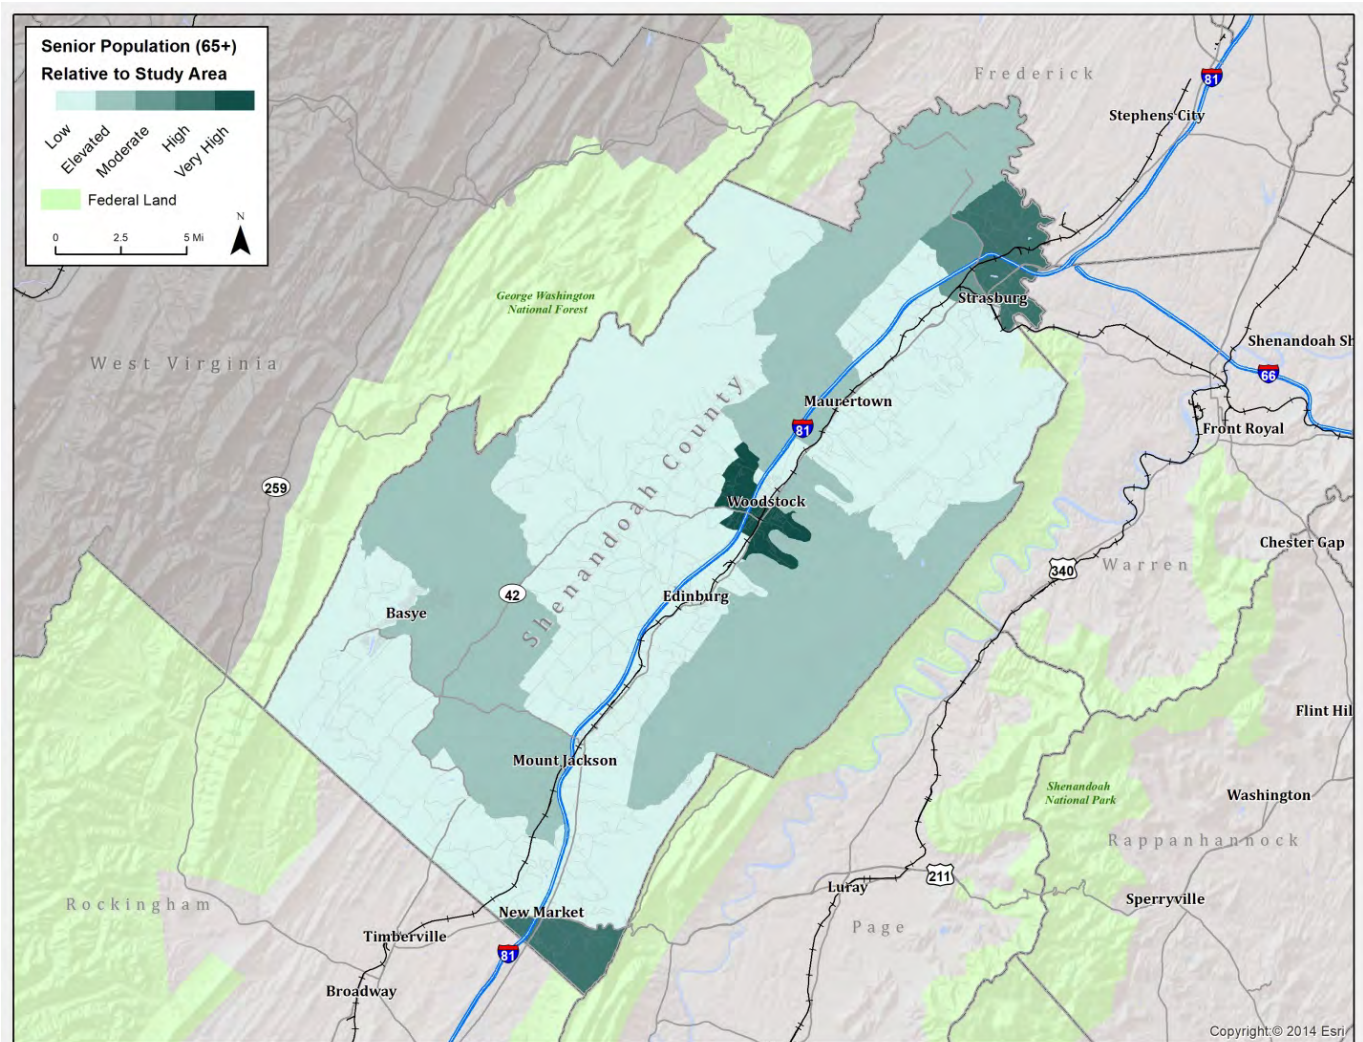 Senior Population (65+)
Relative to Study Area
Low
Elevated
Moderate
High
Very High
Federal Land
N
0 2.5 5 Mi
Frederick
81
Stephens City
George Washington
National Forest
Strasburg
West Virginia
Shenandoah Sh
66
Maurertown
81
Front Royal
Shenandoah County
259
Woodstock
Chester Gap
340
Warren
42
Edinburg
Basye
Flint Hil
Mount Jackson
Shenandoah
National Park
Washington
Rappanhannock
211
Luray
Sperryville
Rockingham
New Market
Page
Timberville
81
Broadway
Copyright:© 2014 Esri